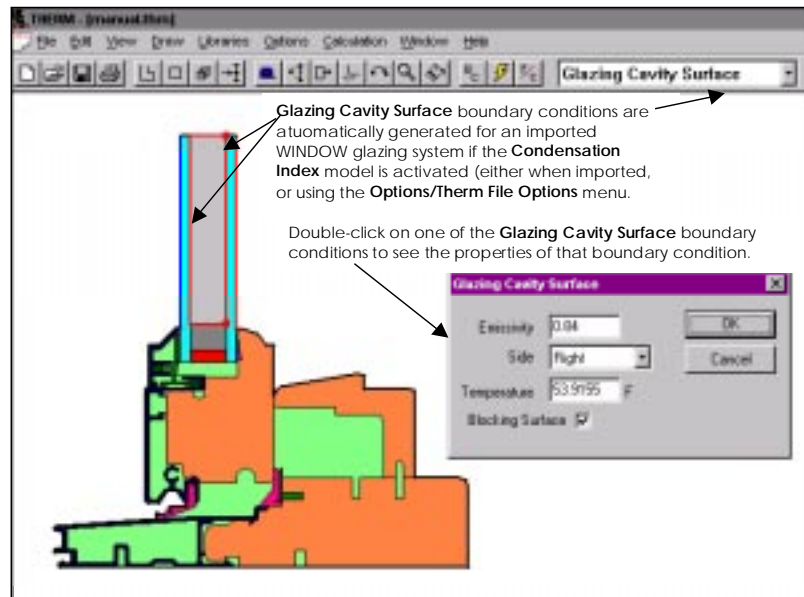 THERM - [manual.thm]
File Edit View Draw Libraries Options Calculation Window Help
Glazing Cavity Surface
Glazing Cavity Surface boundary conditions are
atuomatically generated for an imported
WINDOW glazing system if the Condensation
Index model is activated (either when imported,
or using the Options/Therm File Options menu.
Double-click on one of the Glazing Cavity Surface boundary
conditions to see the properties of that boundary condition.
Glazing Cavity Surface
Emissivity 0.84
OK
Side Right
Cancel
Temperature 53.9155 F
Blocking Surface